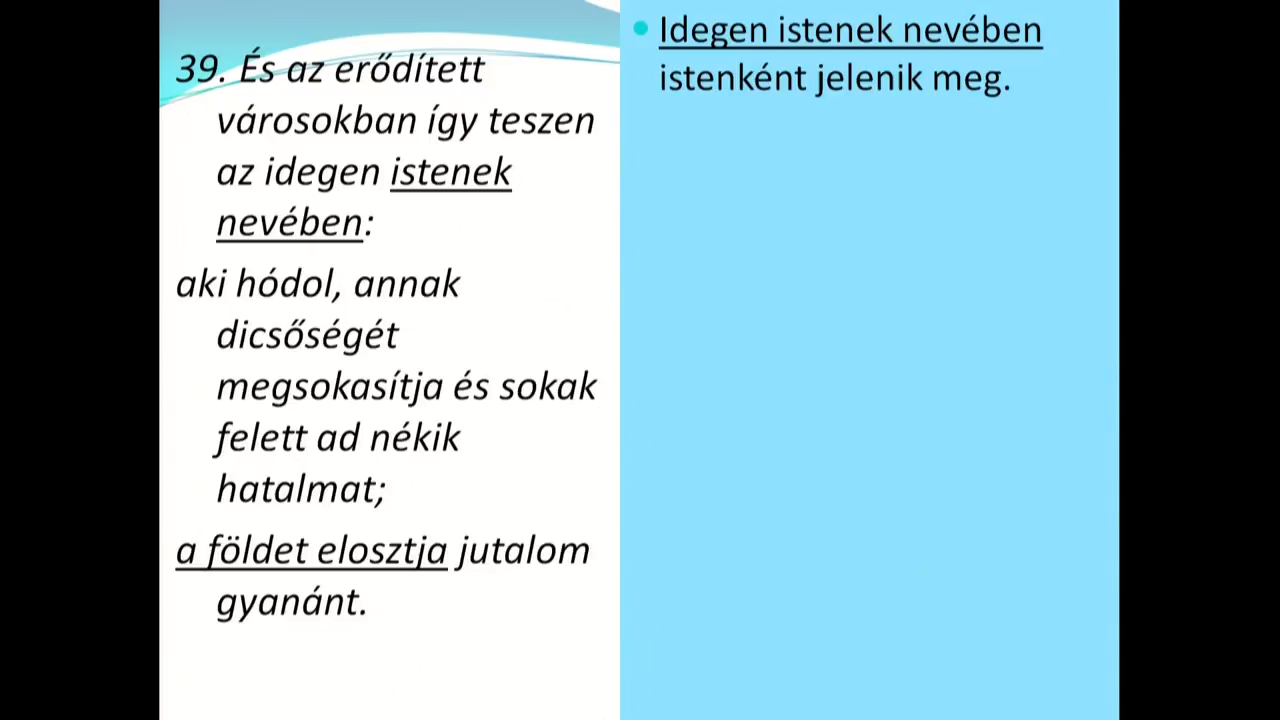 39. És az erődített
városokban így teszen
az idegen istenek
nevében:
aki hódol, annak
dicsőségét
megsokasítja és sokak
felett ad nékik
hatalmat;
a földet elosztja jutalom
gyanánt.
Idegen istenek nevében
istenként jelenik meg.